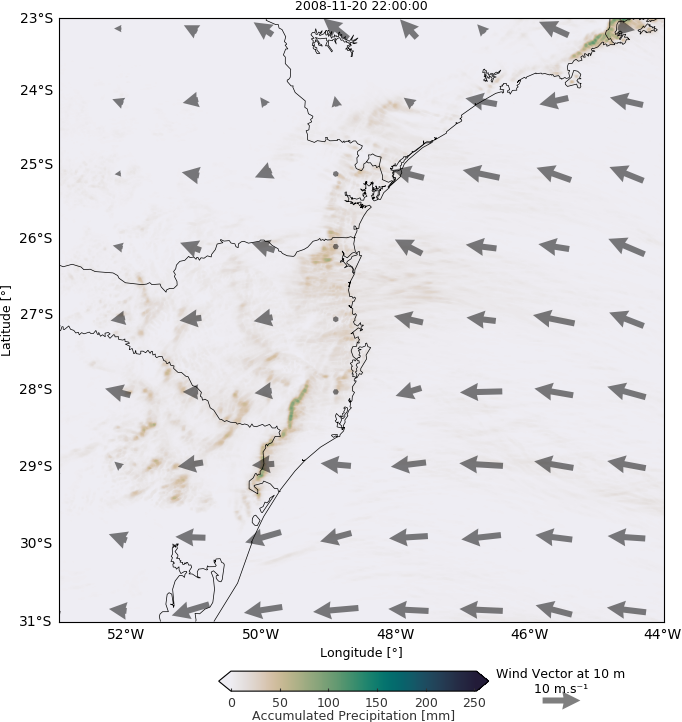 2008-11-20 22:00:00
23°S
24°S
25°S
26°S
27°S
28°S
29°S
30°S
31°S
Latitude [°]
52°W 50°W 48°W 46°W 44°W
Longitude [°]
0 50 100 150 200 250
Accumulated Precipitation [mm]
Wind Vector at 10 m
10 m.s⁻¹